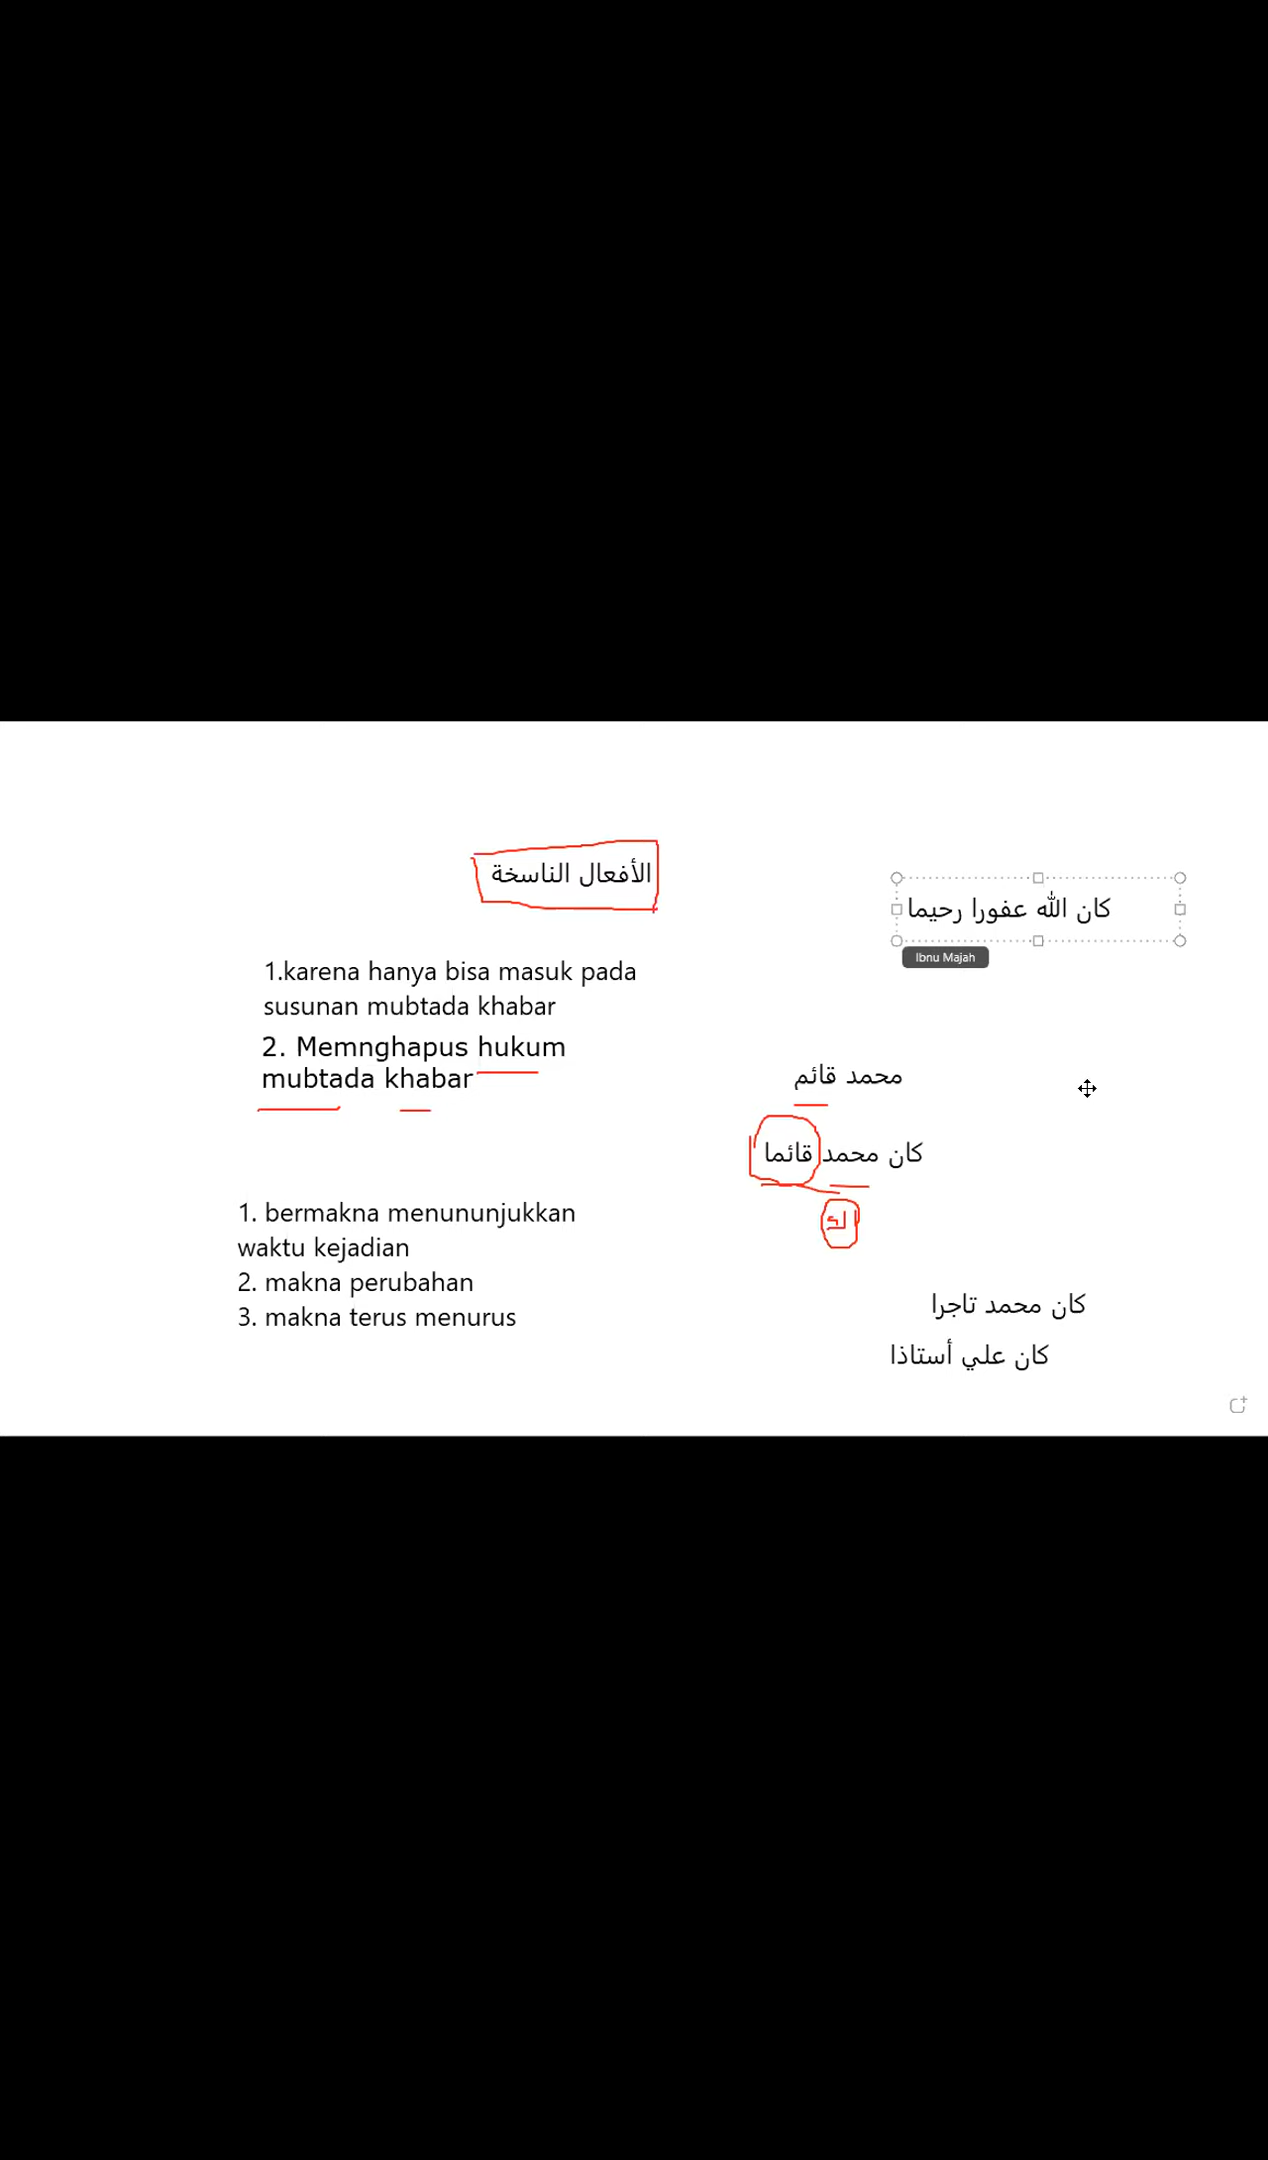 الأفعال الناسخة
كان الله عفورا رحيما
Ibnu Majah
1.karena hanya bisa masuk pada
susunan mubtada khabar
2. Memnghapus hukum
mubtada khabar
محمد قائم
كان محمد قائما
1. bermakna menununjukkan
waktu kejadian
2. makna perubahan
3. makna terus menurus
كان محمد تاجرا
كان علي أستاذا